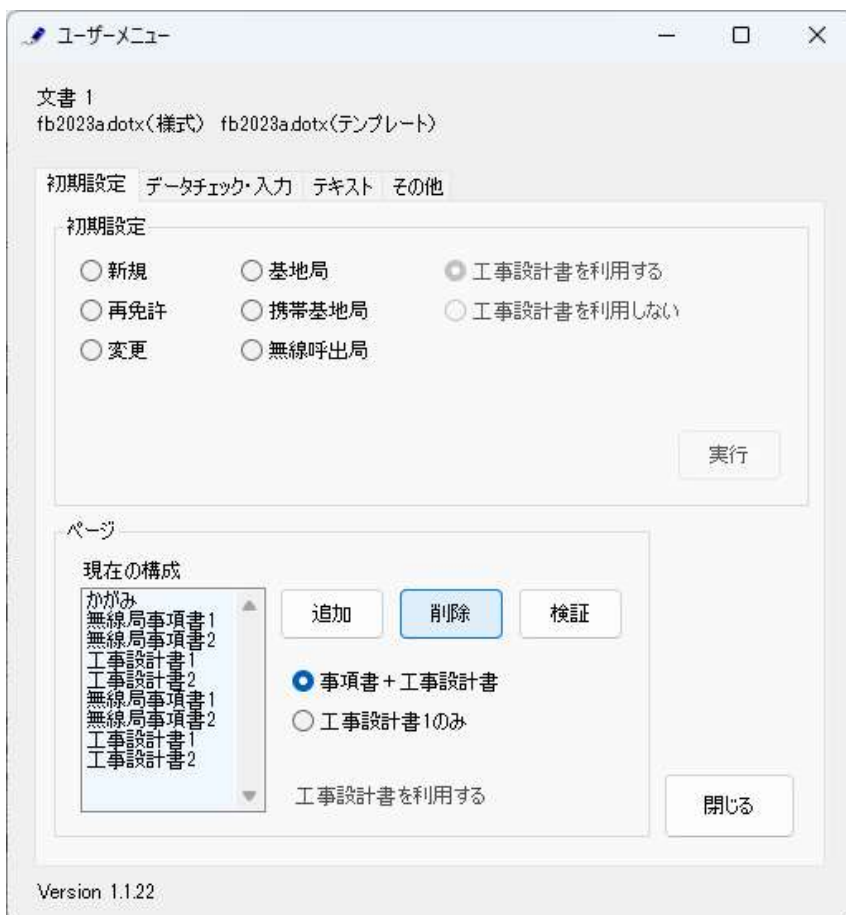 ユーザーメニュー
文書 1
fb2023a.dotx(様式) fb2023a.dotx(テンプレート)
初期設定 データチェック・入力 テキスト その他
初期設定
新規 基地局 工事設計書を利用する
再免許 携帯基地局 工事設計書を利用しない
変更 無線呼出局
実行
ページ
現在の構成
かがみ
無線局事項書1
無線局事項書2
工事設計書1
工事設計書2
無線局事項書1
無線局事項書2
工事設計書1
工事設計書2
追加 削除 検証
事項書+工事設計書
工事設計書1のみ
工事設計書を利用する
閉じる
Version 1.1.22